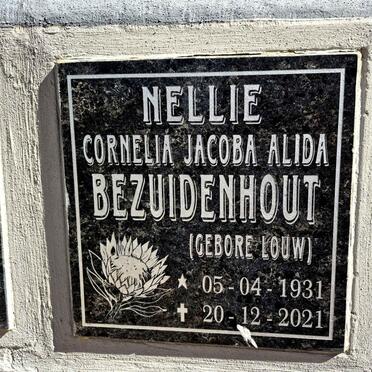 NELLIE
CORNELIA JACOBA ALIDA
BEZUIDENHOUT
(GEBORE LOUW)
* 05-04-1931
✝ 20-12-2021